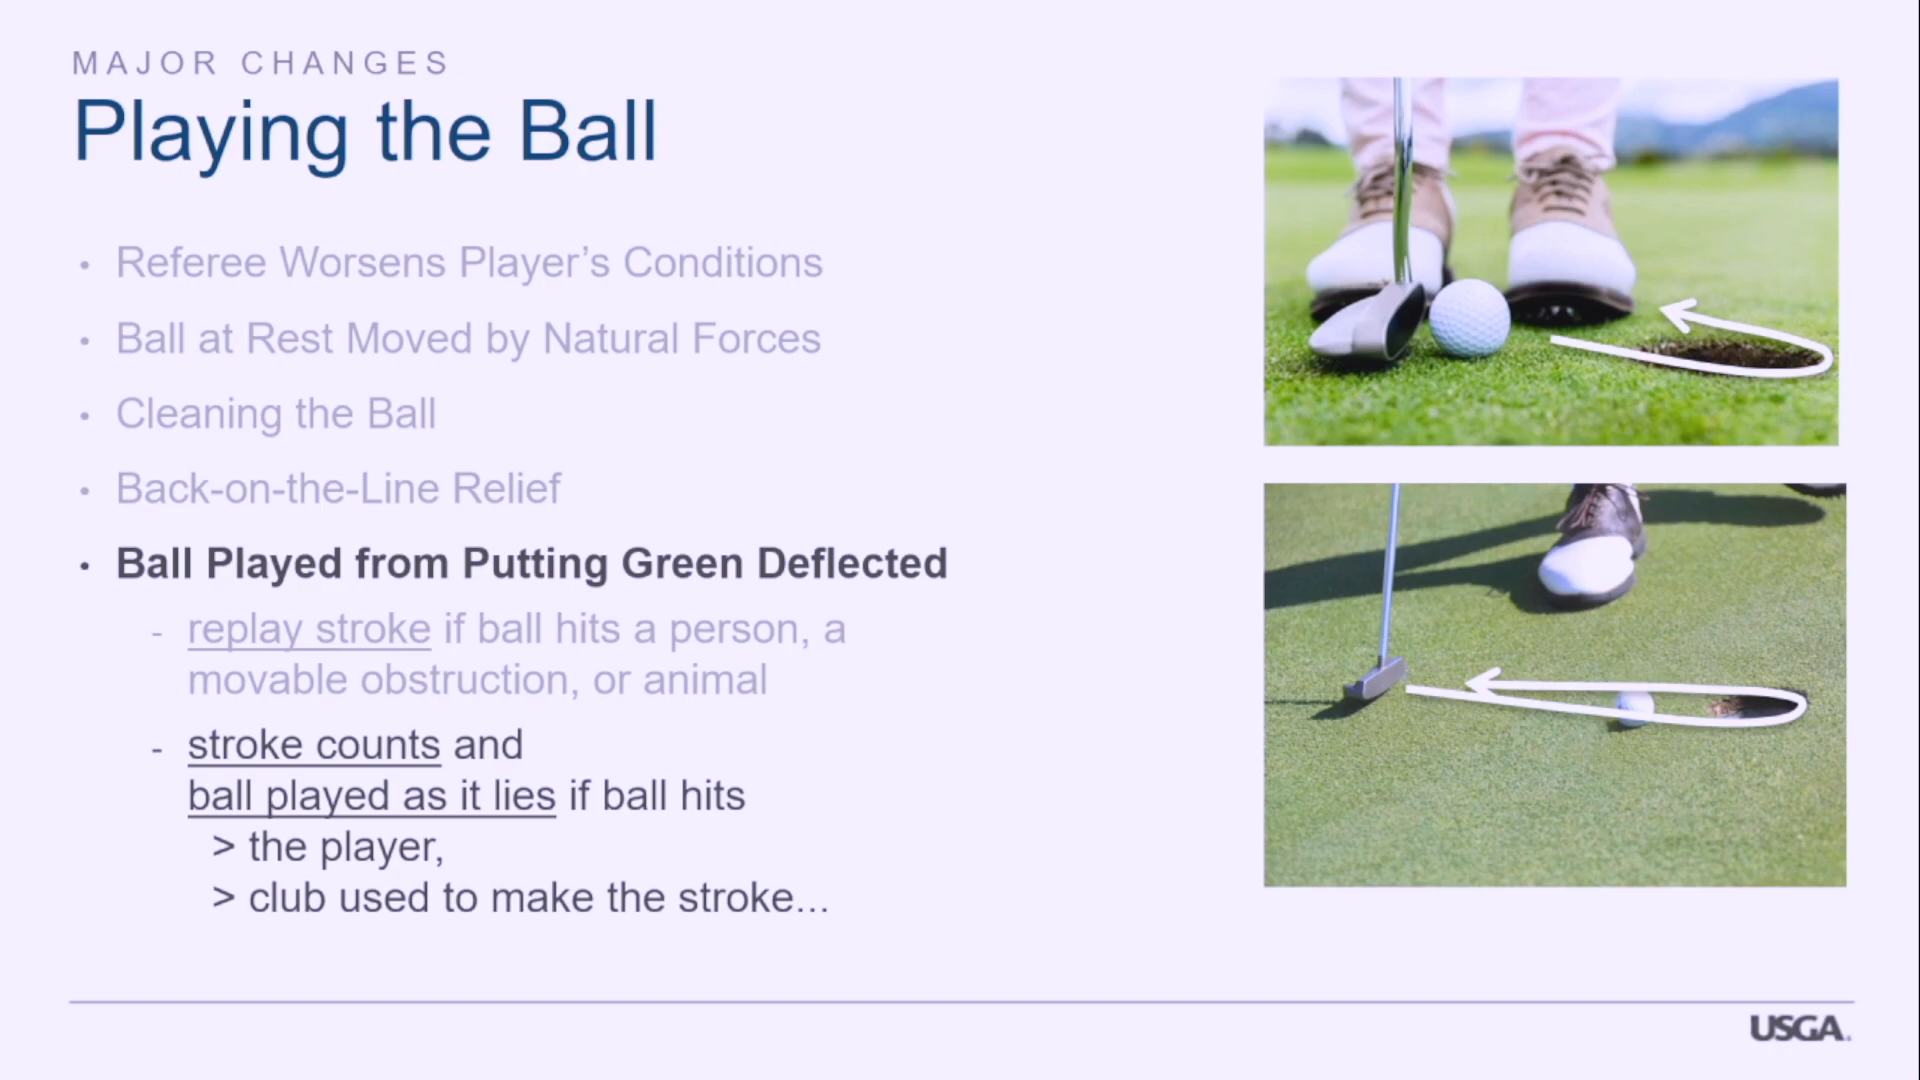 MAJOR CHANGES
Playing the Ball
• Referee Worsens Player’s Conditions
• Ball at Rest Moved by Natural Forces
• Cleaning the Ball
• Back-on-the-Line Relief
• Ball Played from Putting Green Deflected
- replay stroke if ball hits a person, a
movable obstruction, or animal
- stroke counts and
ball played as it lies if ball hits
> the player,
> club used to make the stroke...
USGA.